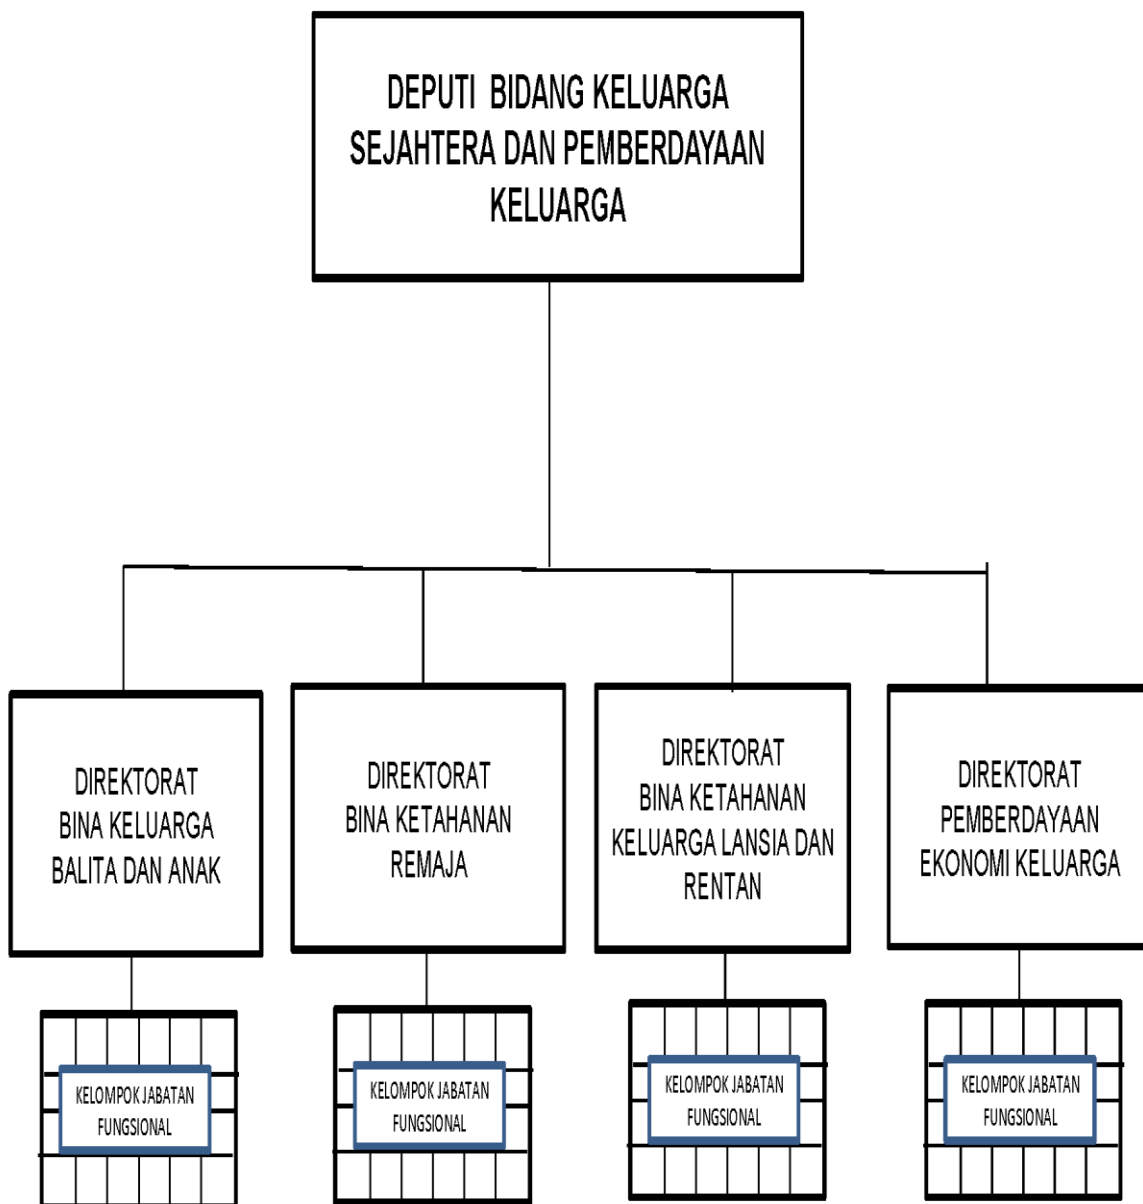 DEPUTI BIDANG KELUARGA
SEJAHTERA DAN PEMBERDAYAAN
KELUARGA
DIREKTORAT
BINA KELUARGA
BALITA DAN ANAK
DIREKTORAT
BINA KETAHANAN
REMAJA
DIREKTORAT
BINA KETAHANAN
KELUARGA LANSIA DAN
RENTAN
DIREKTORAT
PEMBERDAYAAN
EKONOMI KELUARGA
KELOMPOK JABATAN
FUNGSIONAL
KELOMPOK JABATAN
FUNGSIONAL
KELOMPOK JABATAN
FUNGSIONAL
KELOMPOK JABATAN
FUNGSIONAL